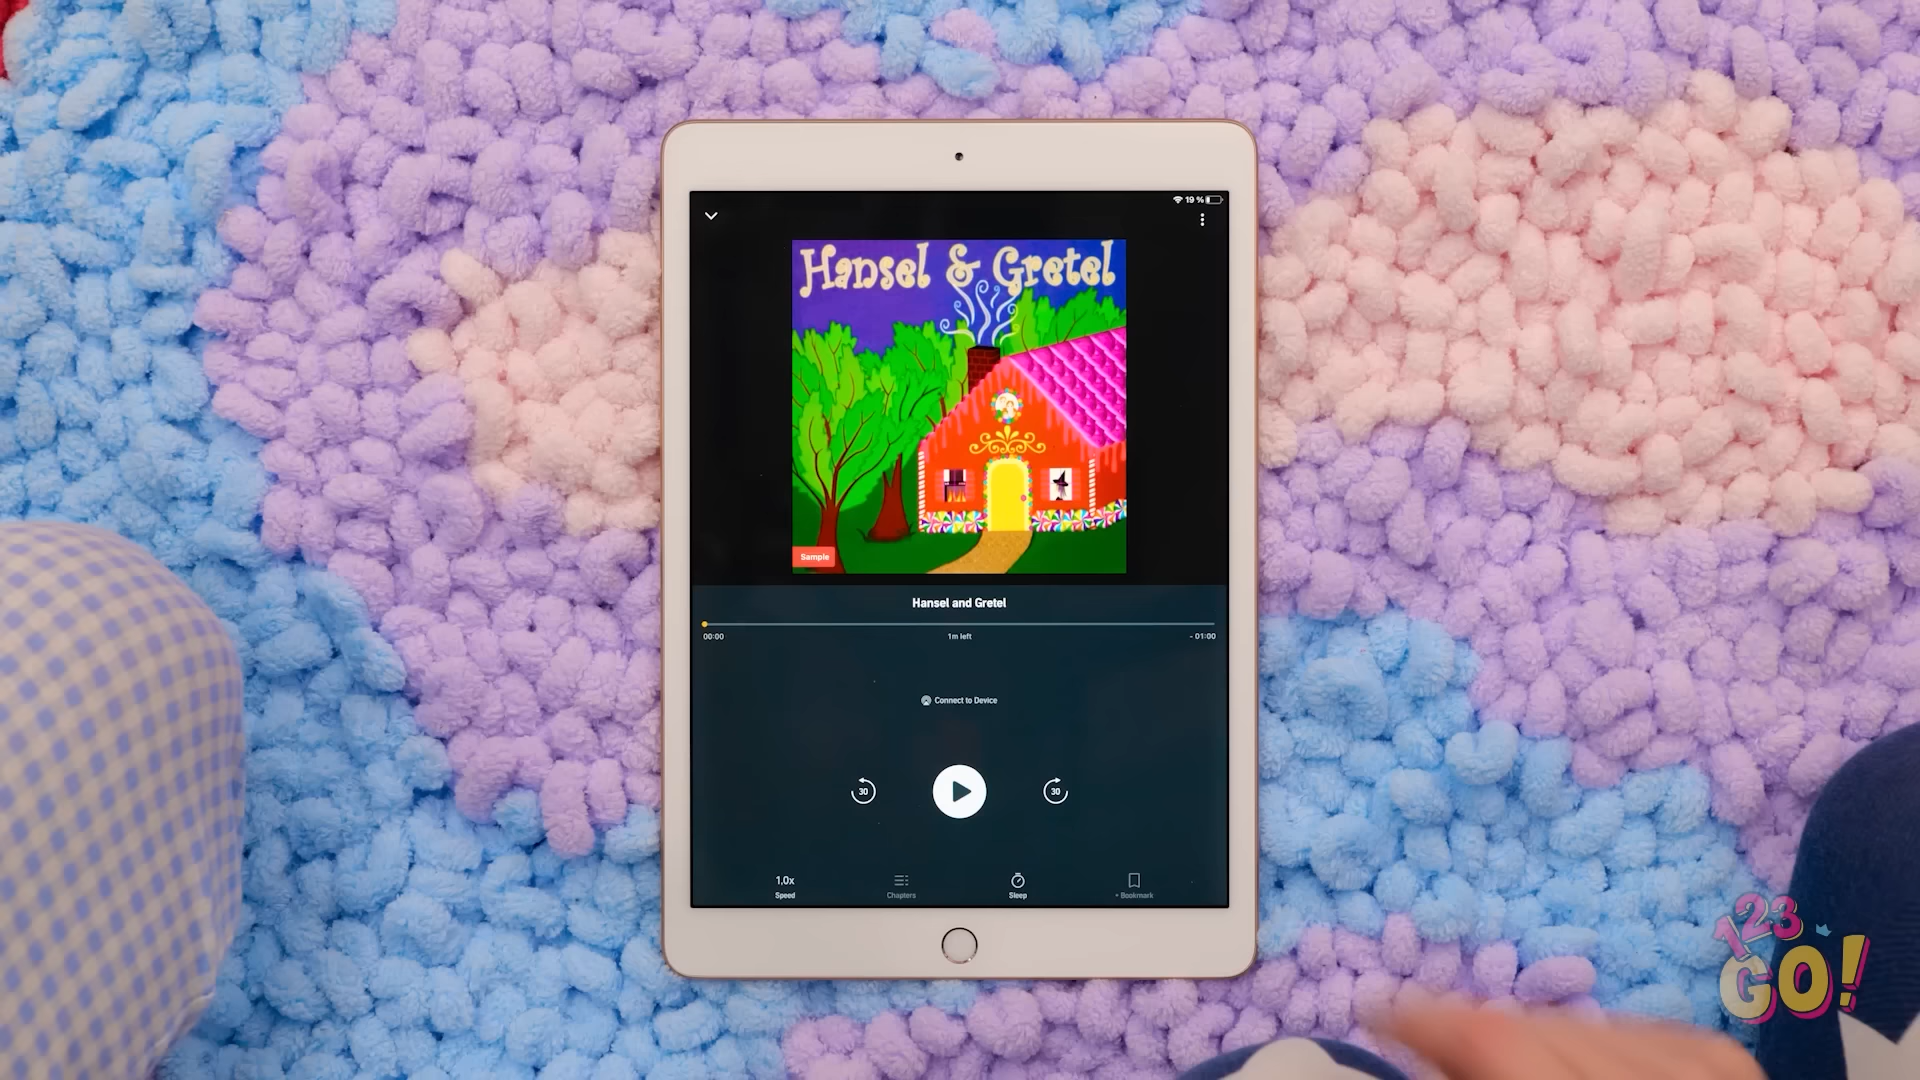 19 %
Hansel & Gretel
Sample
Hansel and Gretel
00:00
1m left
- 01:00
Connect to Device
30
30
1,0x
Speed
Chapters
Sleep
+ Bookmark
123
GO!